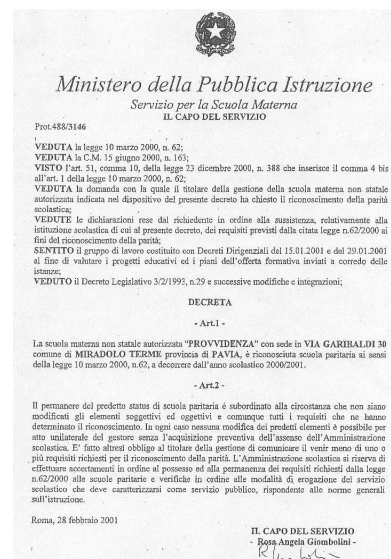 Ministero della Pubblica Istruzione
Servizio per la Scuola Materna
IL CAPO DEL SERVIZIO
Prot.488/3146
VEDUTA la legge 10 marzo 2000, n. 62;
VEDUTA la C.M. 15 giugno 2000, n. 163;
VISTO l'art. 51, comma 10, della legge 23 dicembre 2000, n. 388 che inserisce il comma 4 bis
all'art. 1 della legge 10 marzo 2000, n. 62;
VEDUTA la domanda con la quale il titolare della gestione della scuola materna non statale
autorizzata indicata nel dispositivo del presente decreto ha chiesto il riconoscimento della parità
scolastica;
VEDUTE le dichiarazioni rese dal richiedente in ordine alla sussistenza, relativamente alla
istituzione scolastica di cui al presente decreto, dei requisiti previsti dalla citata legge n.62/2000 ai
fini del riconoscimento della parità;
SENTITO il gruppo di lavoro costituito con Decreti Dirigenziali del 15.01.2001 e del 29.01.2001
al fine di valutare i progetti educativi ed i piani dell'offerta formativa inviati a corredo delle
istanze;
VEDUTO il Decreto Legislativo 3/2/1993, n.29 e successive modifiche e integrazioni;
DECRETA
- Art.1 -
La scuola materna non statale autorizzata "PROVVIDENZA" con sede in VIA GARIBALDI 30
comune di MIRADOLO TERME provincia di PAVIA, è riconosciuta scuola paritaria ai sensi
della legge 10 marzo 2000, n.62, a decorrere dall'anno scolastico 2000/2001.
- Art.2 -
Il permanere del predetto status di scuola paritaria è subordinato alla circostanza che non siano
modificati gli elementi soggettivi ed oggettivi e comunque tutti i requisiti che ne hanno
determinato il riconoscimento. In ogni caso nessuna modifica dei predetti elementi è possibile per
atto unilaterale del gestore senza l'acquisizione preventiva dell'assenso dell'Amministrazione
scolastica. E' fatto altresì obbligo al titolare della gestione di comunicare il venir meno di uno o
più requisiti richiesti per il riconoscimento della parità. L'Amministrazione scolastica si riserva di
effettuare accertamenti in ordine al possesso ed alla permanenza dei requisiti richiesti dalla legge
n.62/2000 alle scuole paritarie e verifiche in ordine alle modalità di erogazione del servizio
scolastico che deve caratterizzarsi come servizio pubblico, rispondente alle norme generali
sull'istruzione.
Roma, 28 febbraio 2001
IL CAPO DEL SERVIZIO
- Rosa Angela Giombolini -